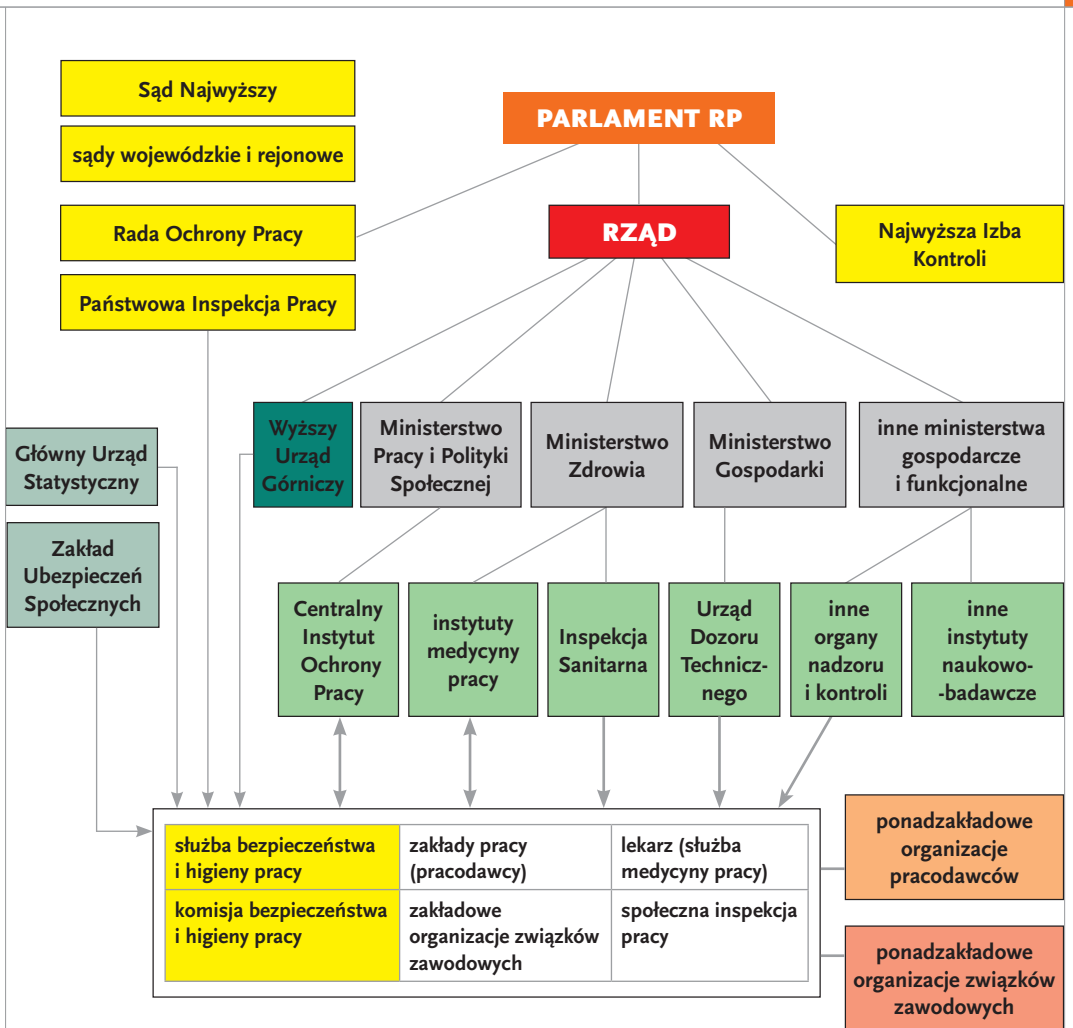 Sąd Najwyższy
sądy wojewódzkie i rejonowe
Rada Ochrony Pracy
Państwowa Inspekcja Pracy
PARLAMENT RP
RZĄD
Najwyższa Izba
Kontroli
Główny Urząd
Statystyczny
Zakład
Ubezpieczeń
Społecznych
Wyższy
Urząd
Górniczy
Ministerstwo
Pracy i Polityki
Społecznej
Ministerstwo
Zdrowia
Ministerstwo
Gospodarki
inne ministerstwa
gospodarcze
i funkcjonalne
Centralny
Instytut
Ochrony
Pracy
instytuty
medycyny
pracy
Inspekcja
Sanitarna
Urząd
Dozoru
Technicz-
nego
inne
organy
nadzoru
i kontroli
inne
instytuty
naukowo-
-badawcze
służba bezpieczeństwa
i higieny pracy
zakłady pracy
(pracodawcy)
lekarz (służba
medycyny pracy)
komisja bezpieczeństwa
i higieny pracy
zakładowe
organizacje związków
zawodowych
społeczna inspekcja
pracy
ponadzakładowe
organizacje
pracodawców
ponadzakładowe
organizacje związków
zawodowych